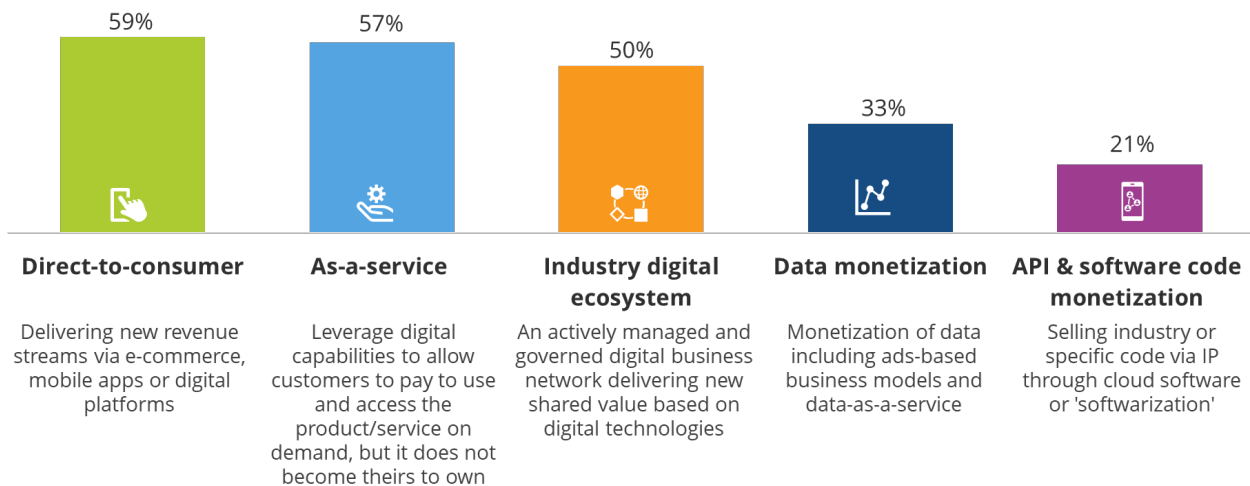 59%
57%
50%
33%
21%
Direct-to-consumer
Delivering new revenue
streams via e-commerce,
mobile apps or digital
platforms
As-a-service
Leverage digital
capabilities to allow
customers to pay to use
and access the
product/service on
demand, but it does not
become theirs to own
Industry digital
ecosystem
An actively managed and
governed digital business
network delivering new
shared value based on
digital technologies
Data monetization
Monetization of data
including ads-based
business models and
data-as-a-service
API & software code
monetization
Selling industry or
specific code via IP
through cloud software
or 'softwarization'